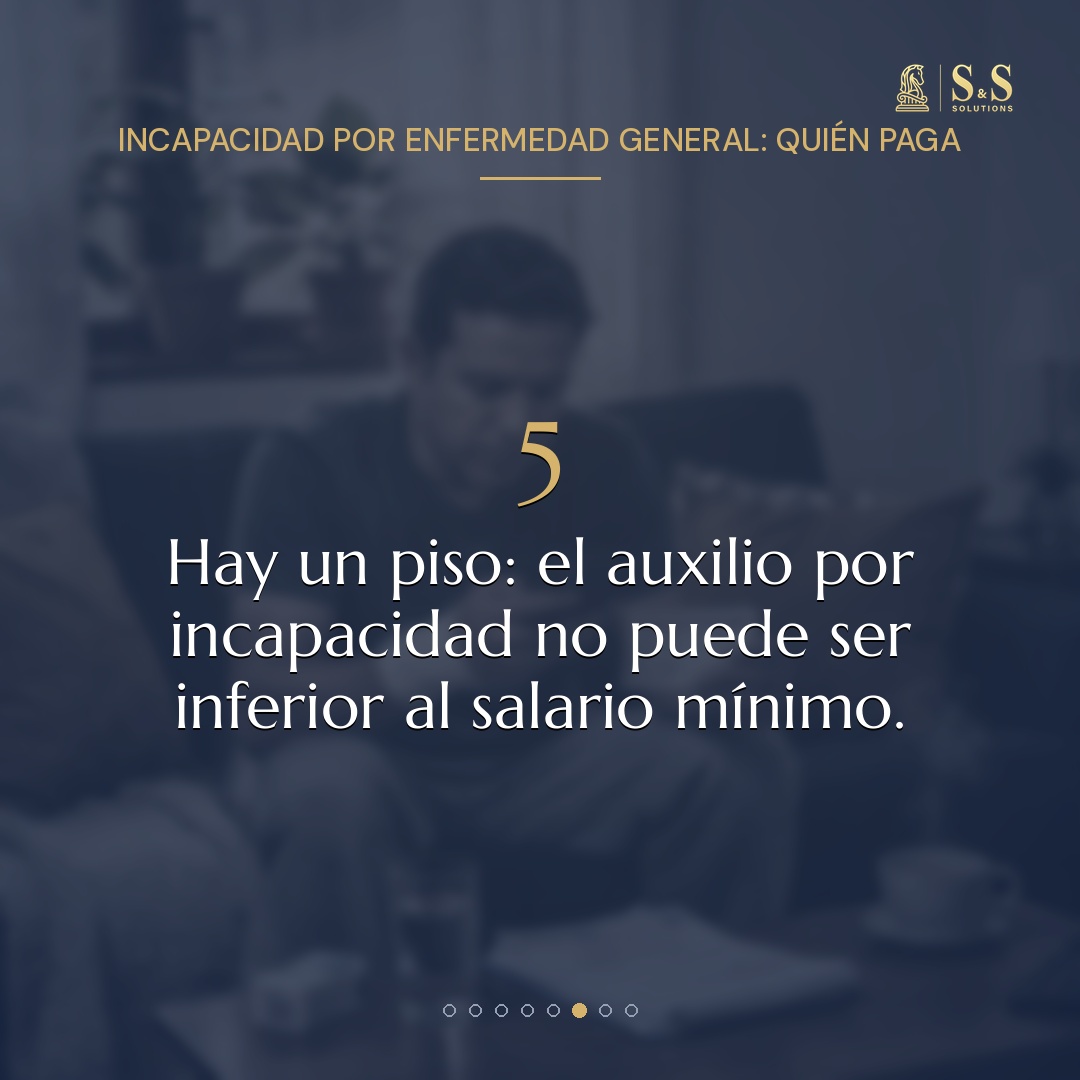 S&S
SOLUTIONS
INCAPACIDAD POR ENFERMEDAD GENERAL: QUIÉN PAGA
5
Hay un piso: el auxilio por
incapacidad no puede ser
inferior al salario mínimo.